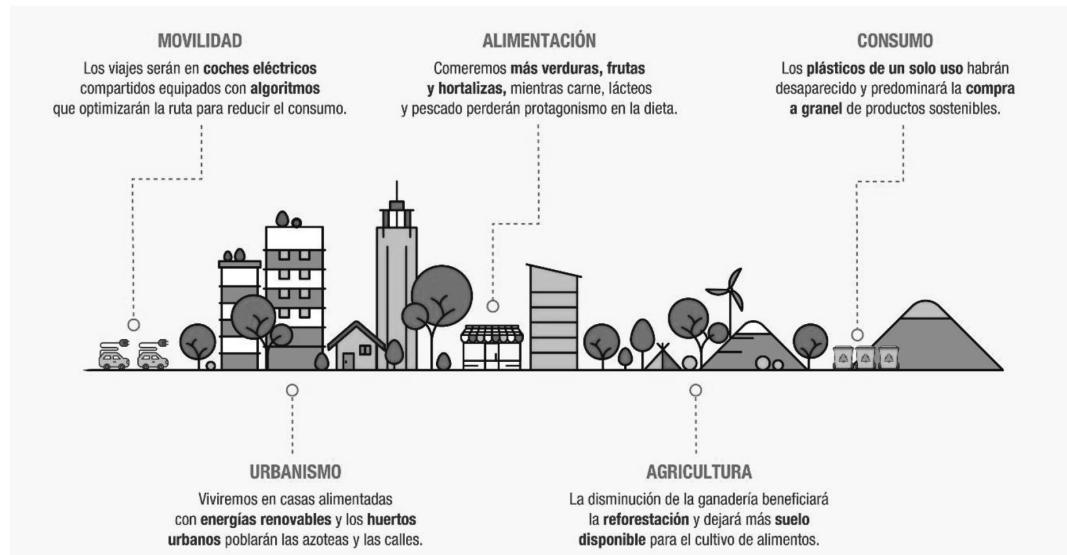 MOVILIDAD
Los viajes serán en coches eléctricos
compartidos equipados con algoritmos
que optimizarán la ruta para reducir el consumo.
ALIMENTACIÓN
Comeremos más verduras, frutas
y hortalizas, mientras carne, lácteos
y pescado perderán protagonismo en la dieta.
CONSUMO
Los plásticos de un solo uso habrán
desaparecido y predominará la compra
a granel de productos sostenibles.
URBANISMO
Viviremos en casas alimentadas
con energías renovables y los huertos
urbanos poblarán las azoteas y las calles.
AGRICULTURA
La disminución de la ganadería beneficiará
la reforestación y dejará más suelo
disponible para el cultivo de alimentos.